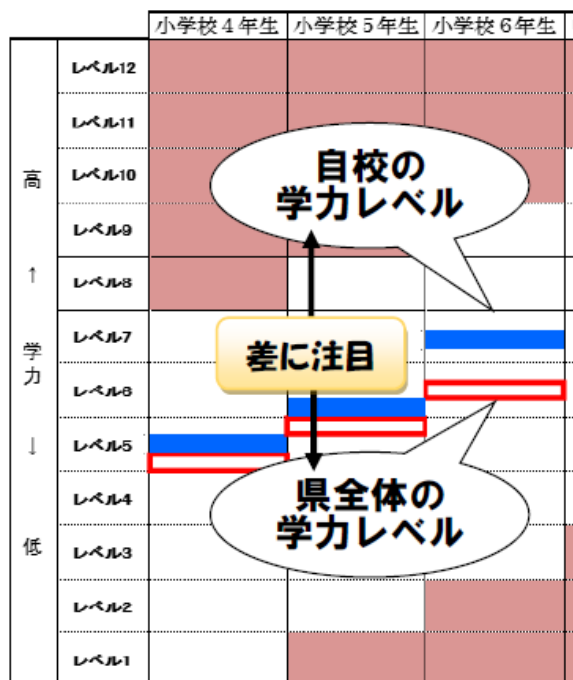 小学校４年生 小学校５年生 小学校６年生
高
↑
学
力
↓
低
レベル12
レベル11
レベル10
レベル9
レベル8
レベル7
レベル6
レベル5
レベル4
レベル3
レベル2
レベル1
自校の
学力レベル
差に注目
県全体の
学力レベル